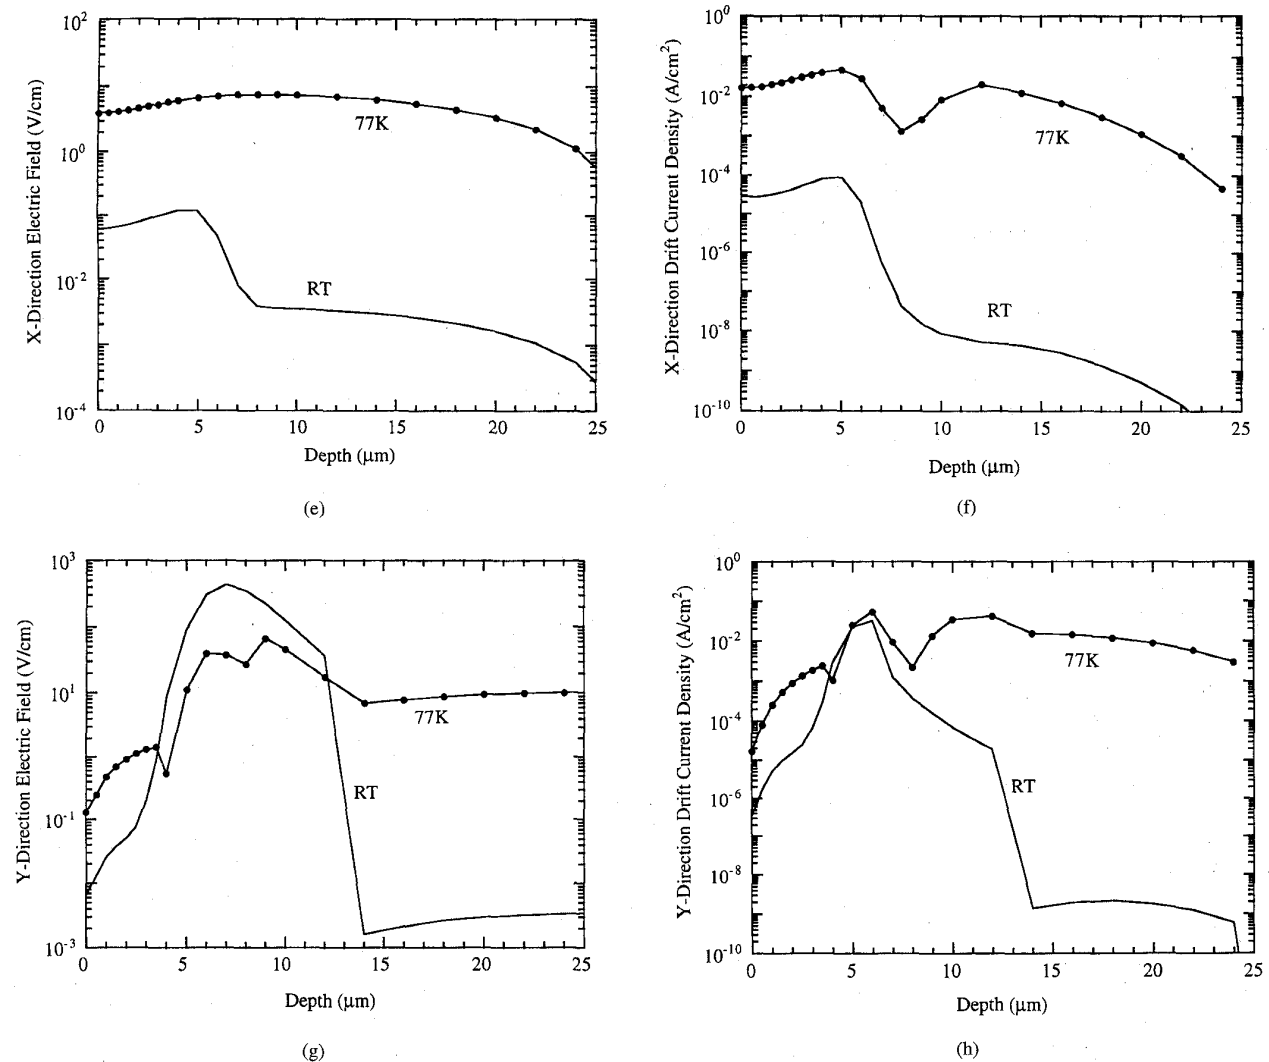 X-Direction Electric Field (V/cm)
10^2
10^0
10^-2
10^-4
77K
RT
0 5 10 15 20 25
Depth (μm)
(e)
X-Direction Drift Current Density (A/cm^2)
10^0
10^-2
10^-4
10^-6
10^-8
10^-10
77K
RT
0 5 10 15 20 25
Depth (μm)
(f)
Y-Direction Electric Field (V/cm)
10^3
10^1
10^-1
10^-3
77K
RT
0 5 10 15 20 25
Depth (μm)
(g)
Y-Direction Drift Current Density (A/cm^2)
10^0
10^-2
10^-4
10^-6
10^-8
10^-10
77K
RT
0 5 10 15 20 25
Depth (μm)
(h)